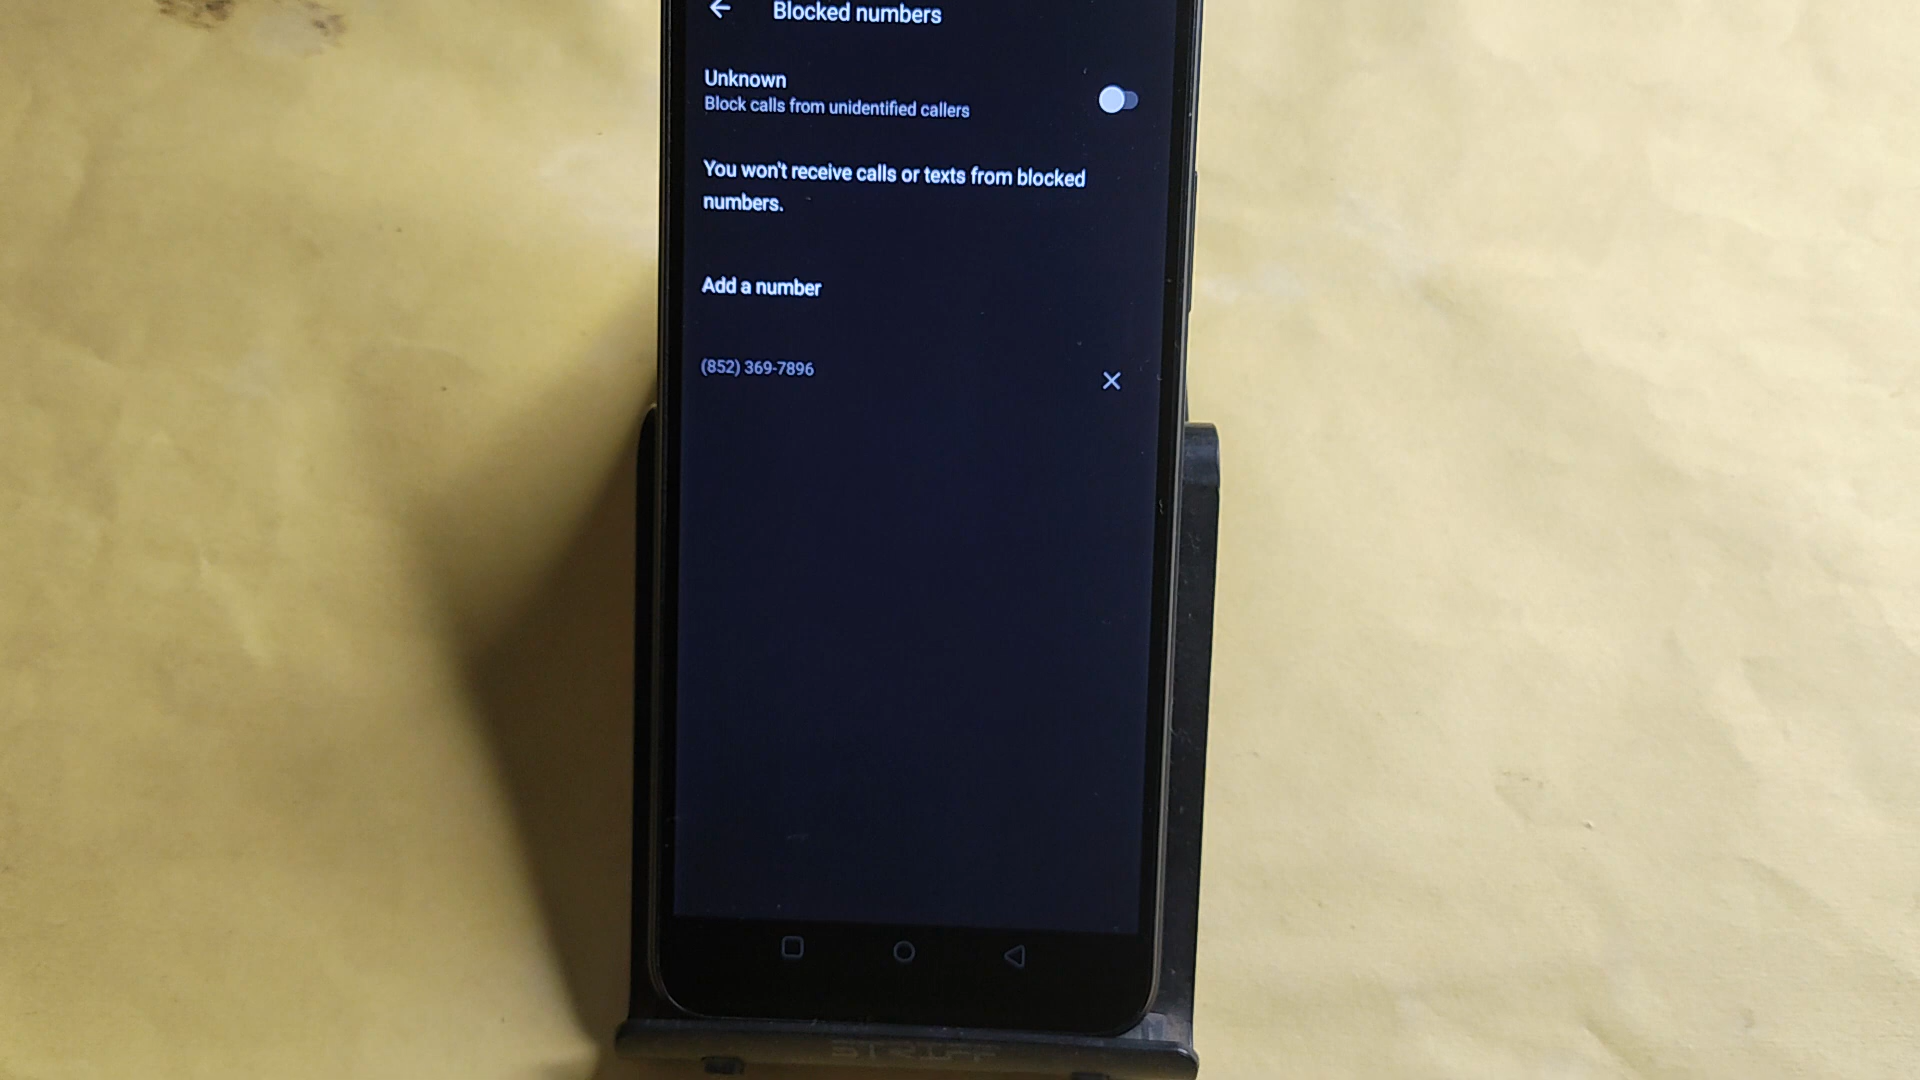 Blocked numbers
Unknown
Block calls from unidentified callers
You won't receive calls or texts from blocked
numbers.
Add a number
(852) 369-7896
STRIFF